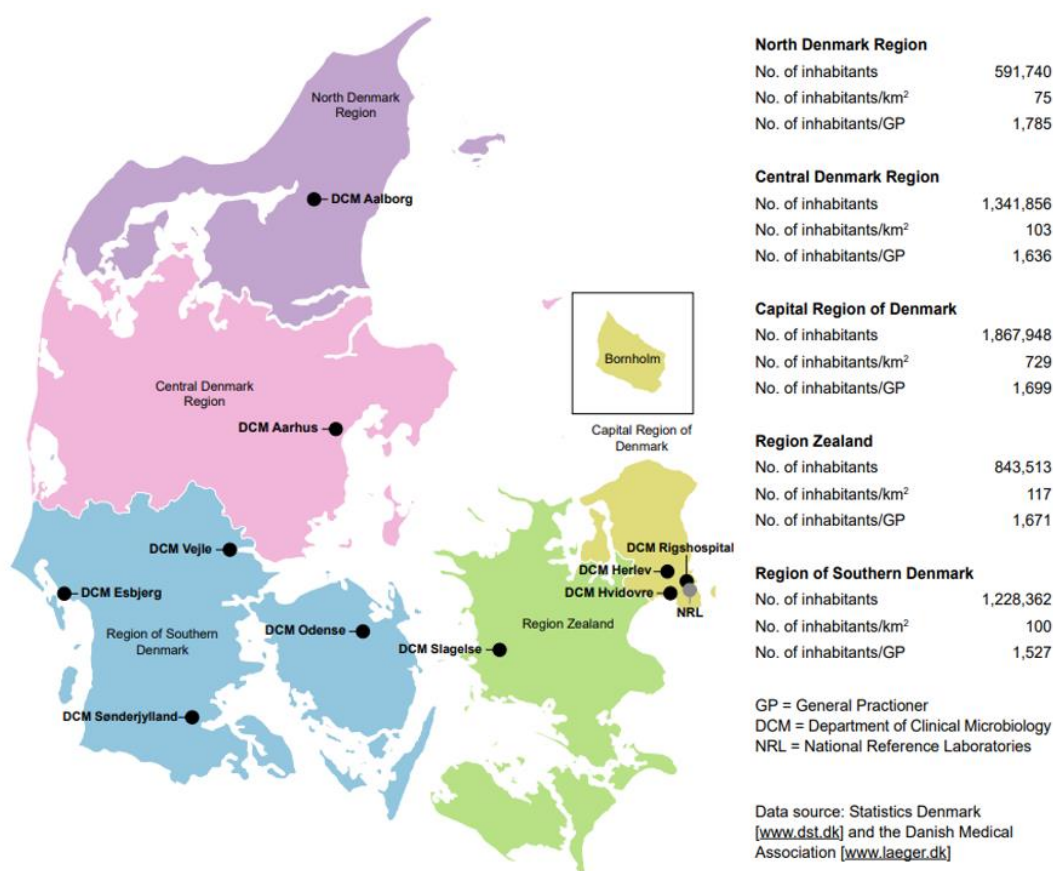 North Denmark
Region
DCM Aalborg
Central Denmark
Region
DCM Aarhus
Bornholm
Capital Region of
Denmark
DCM Vejle
DCM Esbjerg
Region of Southern
Denmark
DCM Odense
DCM Sønderjylland
DCM Rigshospital
DCM Herlev
DCM Hvidovre
NRL
Region Zealand
DCM Slagelse
North Denmark Region
No. of inhabitants 591,740
No. of inhabitants/km² 75
No. of inhabitants/GP 1,785
Central Denmark Region
No. of inhabitants 1,341,856
No. of inhabitants/km² 103
No. of inhabitants/GP 1,636
Capital Region of Denmark
No. of inhabitants 1,867,948
No. of inhabitants/km² 729
No. of inhabitants/GP 1,699
Region Zealand
No. of inhabitants 843,513
No. of inhabitants/km² 117
No. of inhabitants/GP 1,671
Region of Southern Denmark
No. of inhabitants 1,228,362
No. of inhabitants/km² 100
No. of inhabitants/GP 1,527
GP = General Practioner
DCM = Department of Clinical Microbiology
NRL = National Reference Laboratories
Data source: Statistics Denmark
[www.dst.dk] and the Danish Medical
Association [www.laeger.dk]